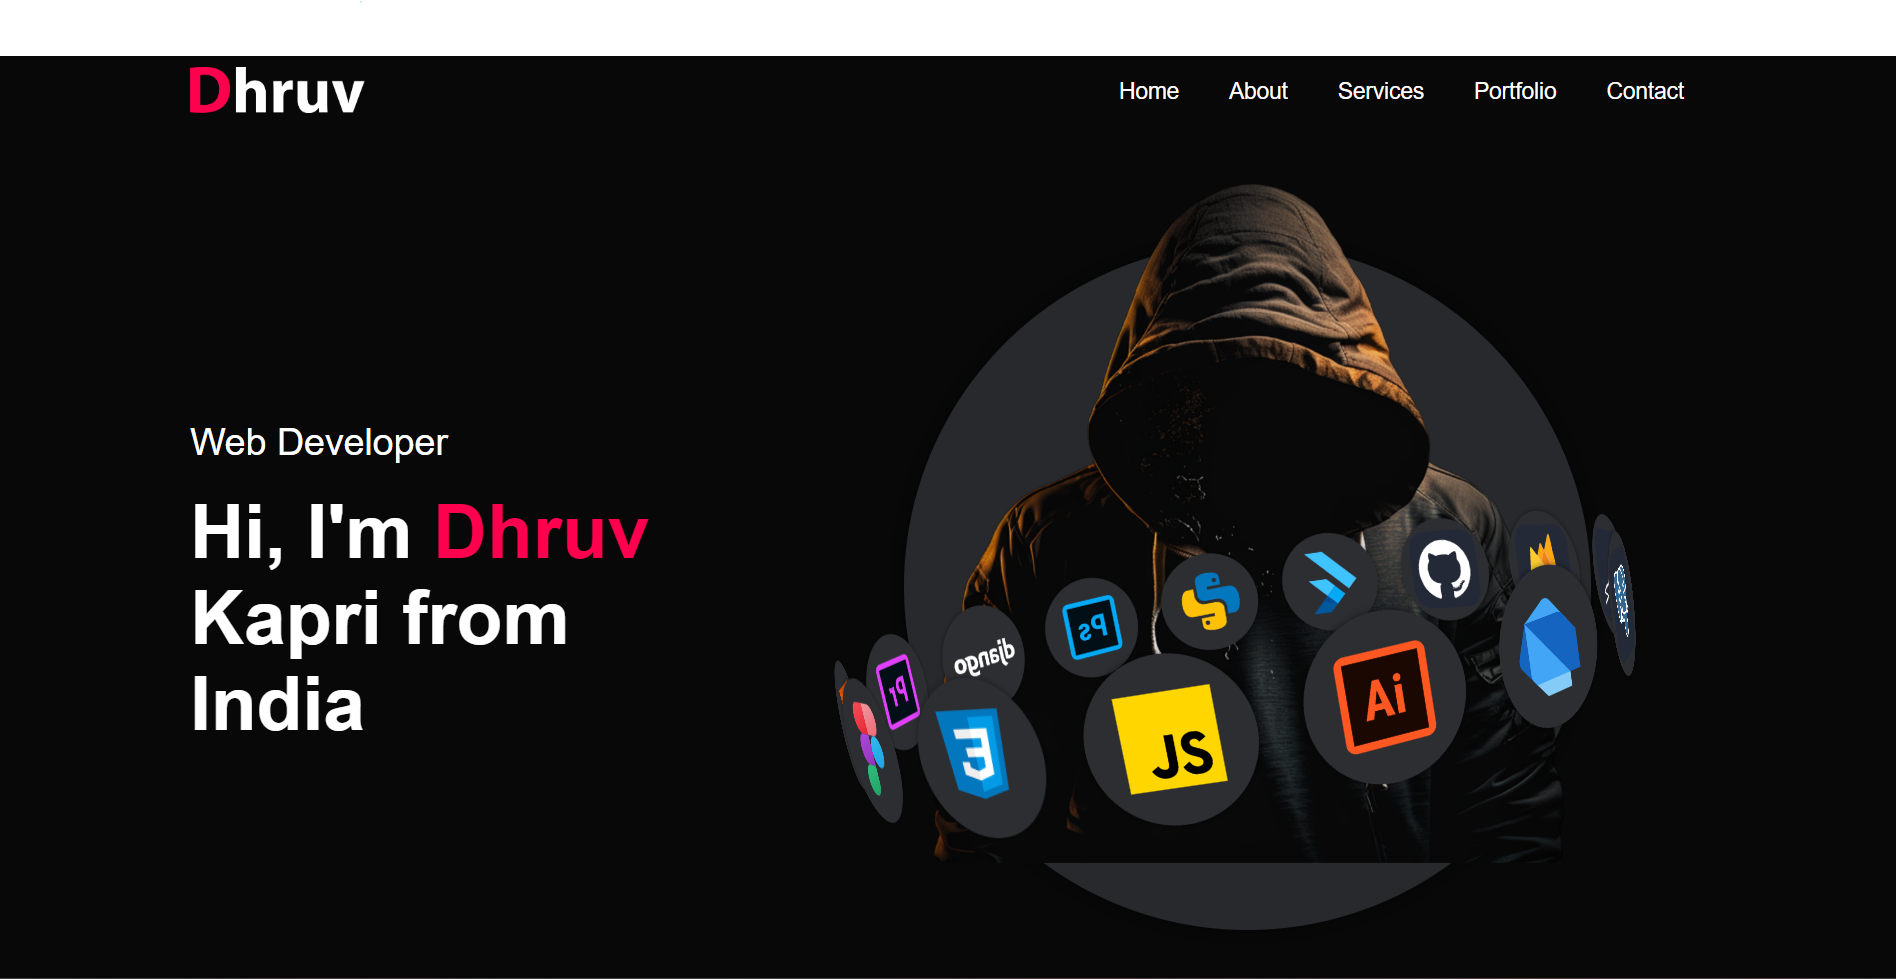 Dhruv
Home About Services Portfolio Contact
Web Developer
Hi, I'm Dhruv
Kapri from
India
django
Ps
Pr
JS
Ai